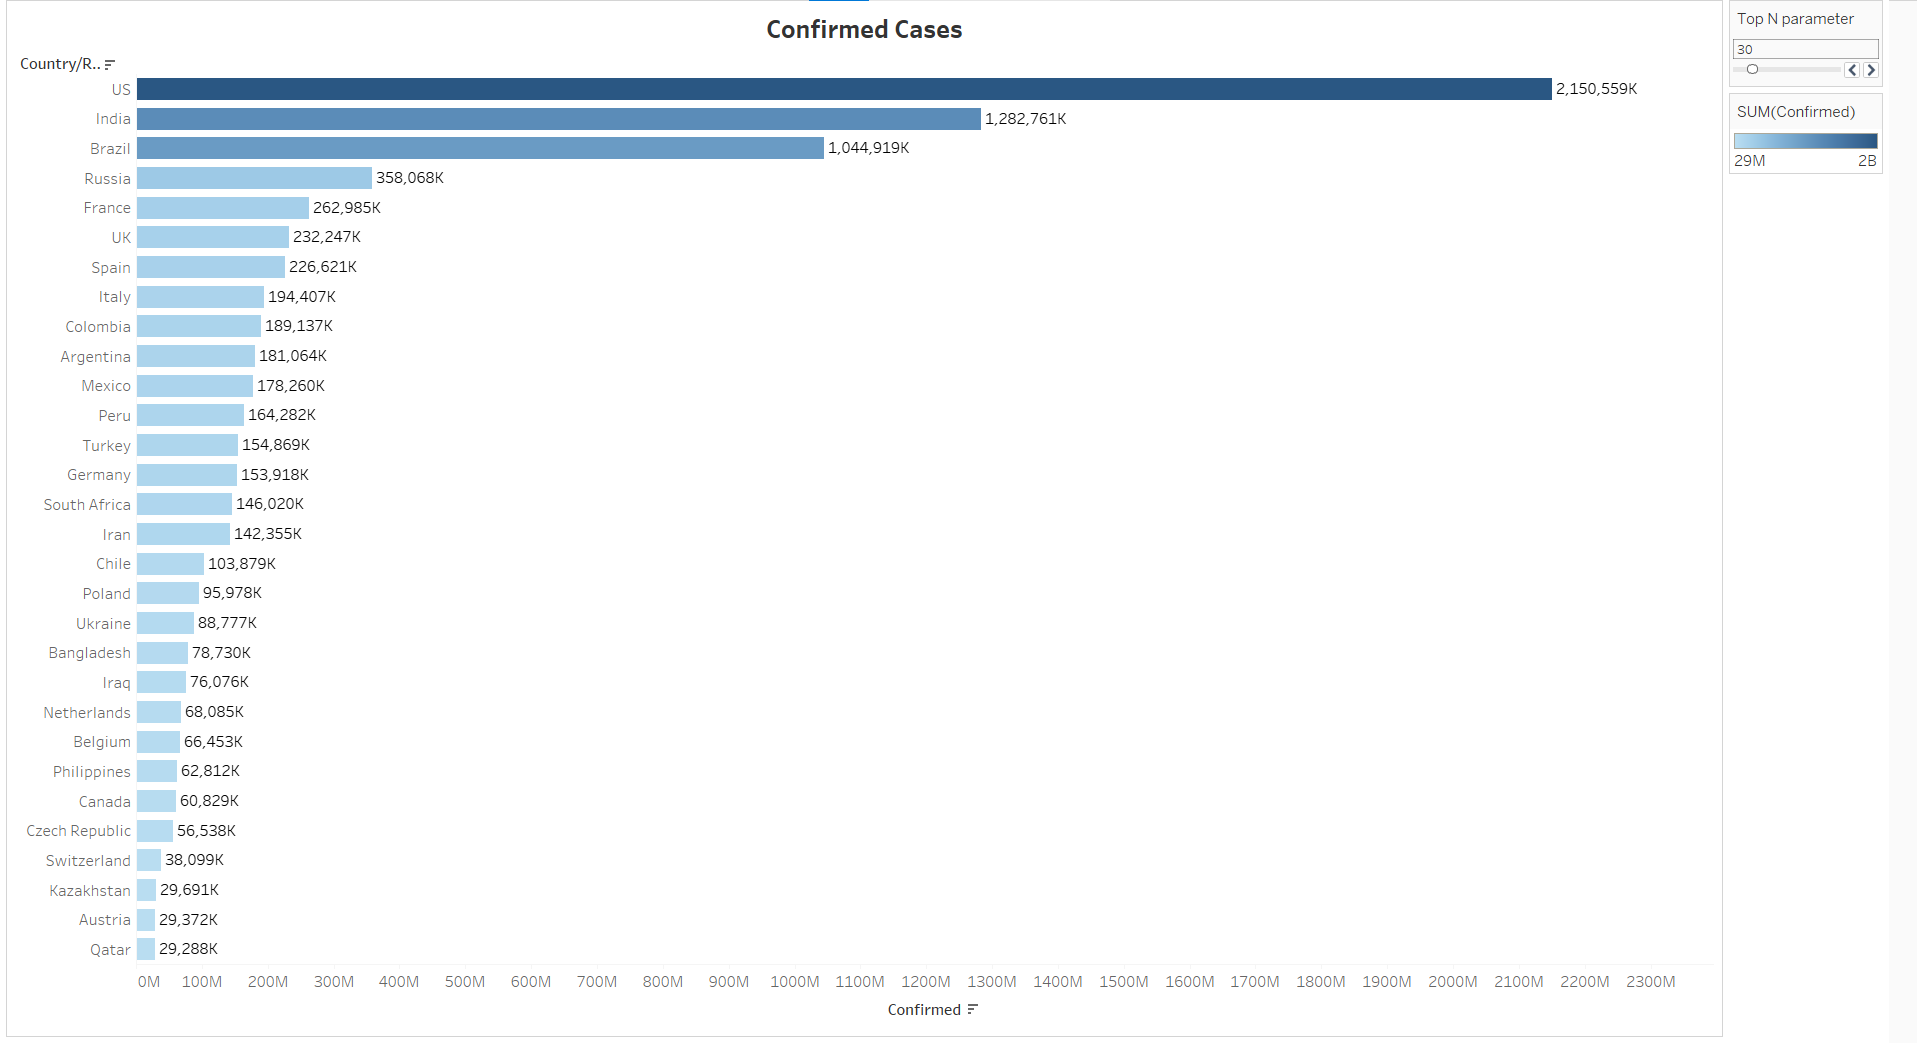 Confirmed Cases
Country/R..
US 2,150,559K
India 1,282,761K
Brazil 1,044,919K
Russia 358,068K
France 262,985K
UK 232,247K
Spain 226,621K
Italy 194,407K
Colombia 189,137K
Argentina 181,064K
Mexico 178,260K
Peru 164,282K
Turkey 154,869K
Germany 153,918K
South Africa 146,020K
Iran 142,355K
Chile 103,879K
Poland 95,978K
Ukraine 88,777K
Bangladesh 78,730K
Iraq 76,076K
Netherlands 68,085K
Belgium 66,453K
Philippines 62,812K
Canada 60,829K
Czech Republic 56,538K
Switzerland 38,099K
Kazakhstan 29,691K
Austria 29,372K
Qatar 29,288K
0M 100M 200M 300M 400M 500M 600M 700M 800M 900M 1000M 1100M 1200M 1300M 1400M 1500M 1600M 1700M 1800M 1900M 2000M 2100M 2200M 2300M
Confirmed
Top N parameter
30
SUM(Confirmed)
29M 2B